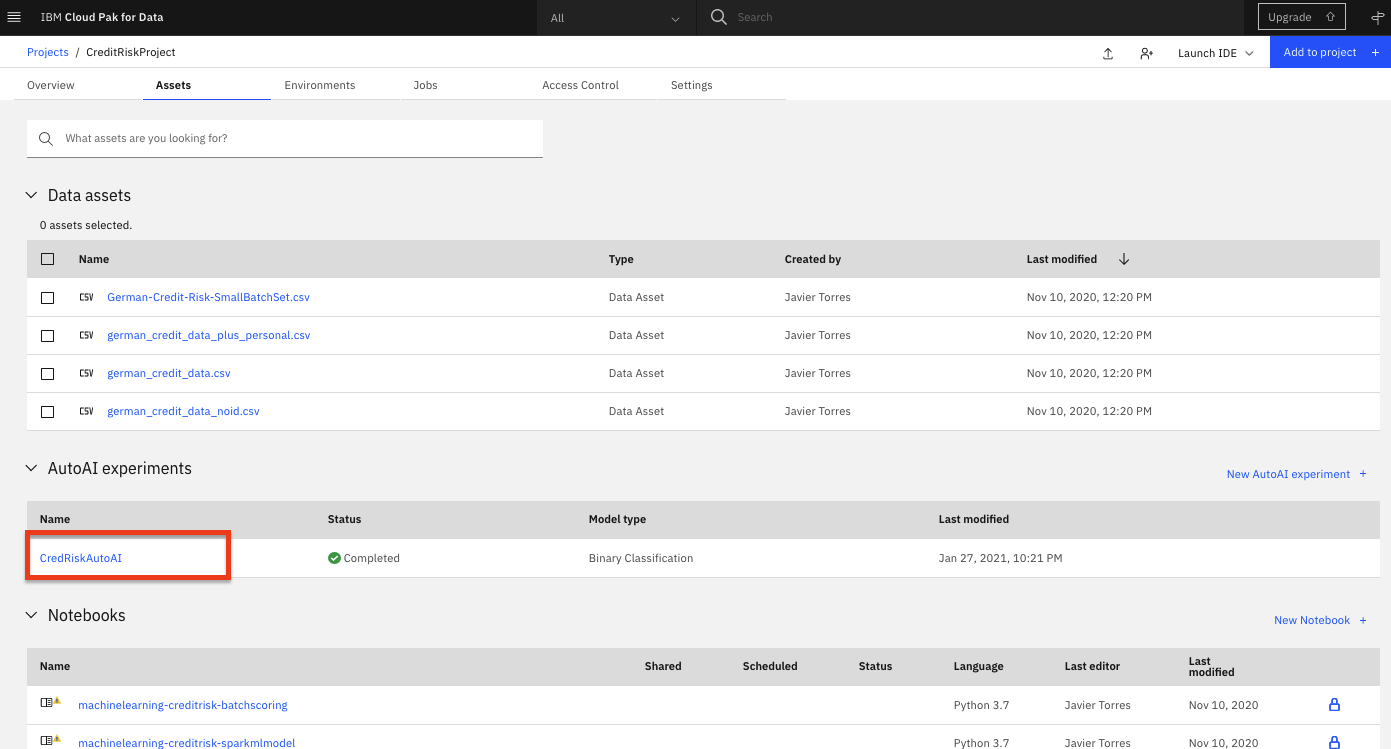 IBM Cloud Pak for Data
All
Search
Upgrade
Projects / CreditRiskProject
Launch IDE
Add to project +
Overview Assets Environments Jobs Access Control Settings
What assets are you looking for?
Data assets
0 assets selected.
Name Type Created by Last modified
CSV German-Credit-Risk-SmallBatchSet.csv Data Asset Javier Torres Nov 10, 2020, 12:20 PM
CSV german_credit_data_plus_personal.csv Data Asset Javier Torres Nov 10, 2020, 12:20 PM
CSV german_credit_data.csv Data Asset Javier Torres Nov 10, 2020, 12:20 PM
CSV german_credit_data_noid.csv Data Asset Javier Torres Nov 10, 2020, 12:20 PM
AutoAI experiments
New AutoAI experiment +
Name Status Model type Last modified
CredRiskAutoAI Completed Binary Classification Jan 27, 2021, 10:21 PM
Notebooks
New Notebook +
Name Shared Scheduled Status Language Last editor Last modified
machinelearning-creditrisk-batchscoring Python 3.7 Javier Torres Nov 10, 2020
machinelearning-creditrisk-sparkmlmodel Python 3.7 Javier Torres Nov 10, 2020